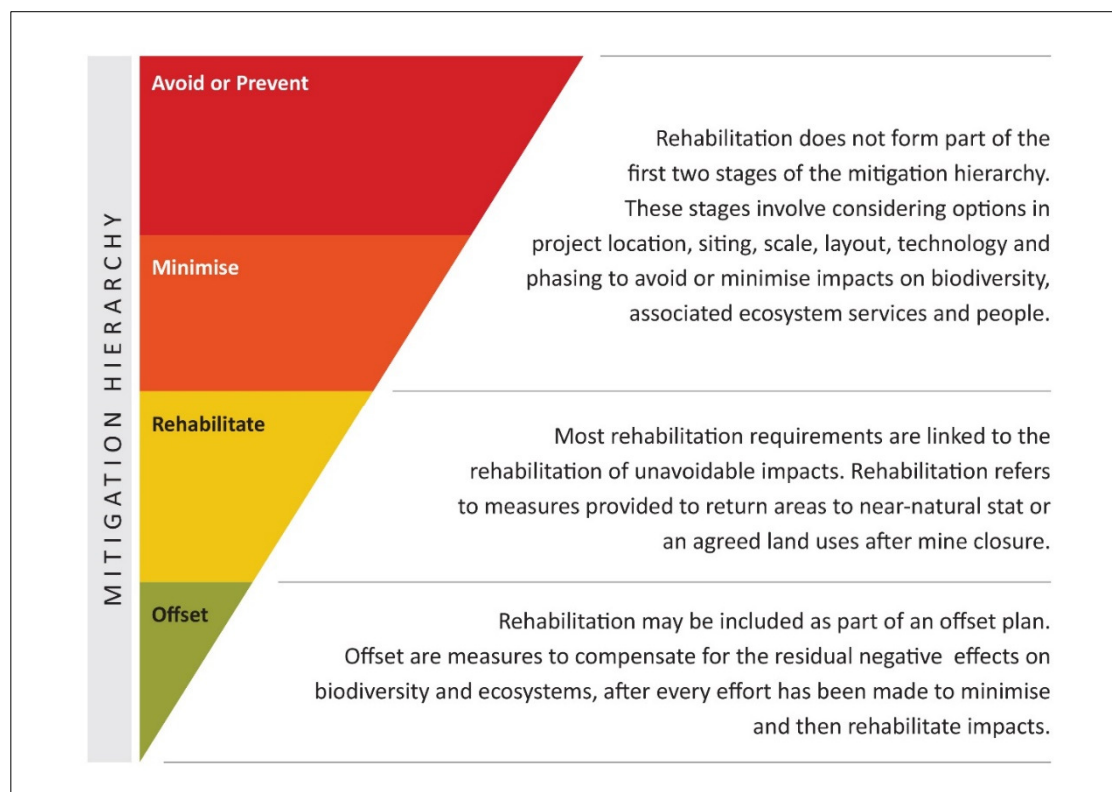 MITIGATION HIERARCHY
Avoid or Prevent
Rehabilitation does not form part of the
first two stages of the mitigation hierarchy.
These stages involve considering options in
project location, siting, scale, layout, technology and
phasing to avoid or minimise impacts on biodiversity,
associated ecosystem services and people.
Minimise
Rehabilitate
Most rehabilitation requirements are linked to the
rehabilitation of unavoidable impacts. Rehabilitation refers
to measures provided to return areas to near-natural stat or
an agreed land uses after mine closure.
Offset
Rehabilitation may be included as part of an offset plan.
Offset are measures to compensate for the residual negative effects on
biodiversity and ecosystems, after every effort has been made to minimise
and then rehabilitate impacts.